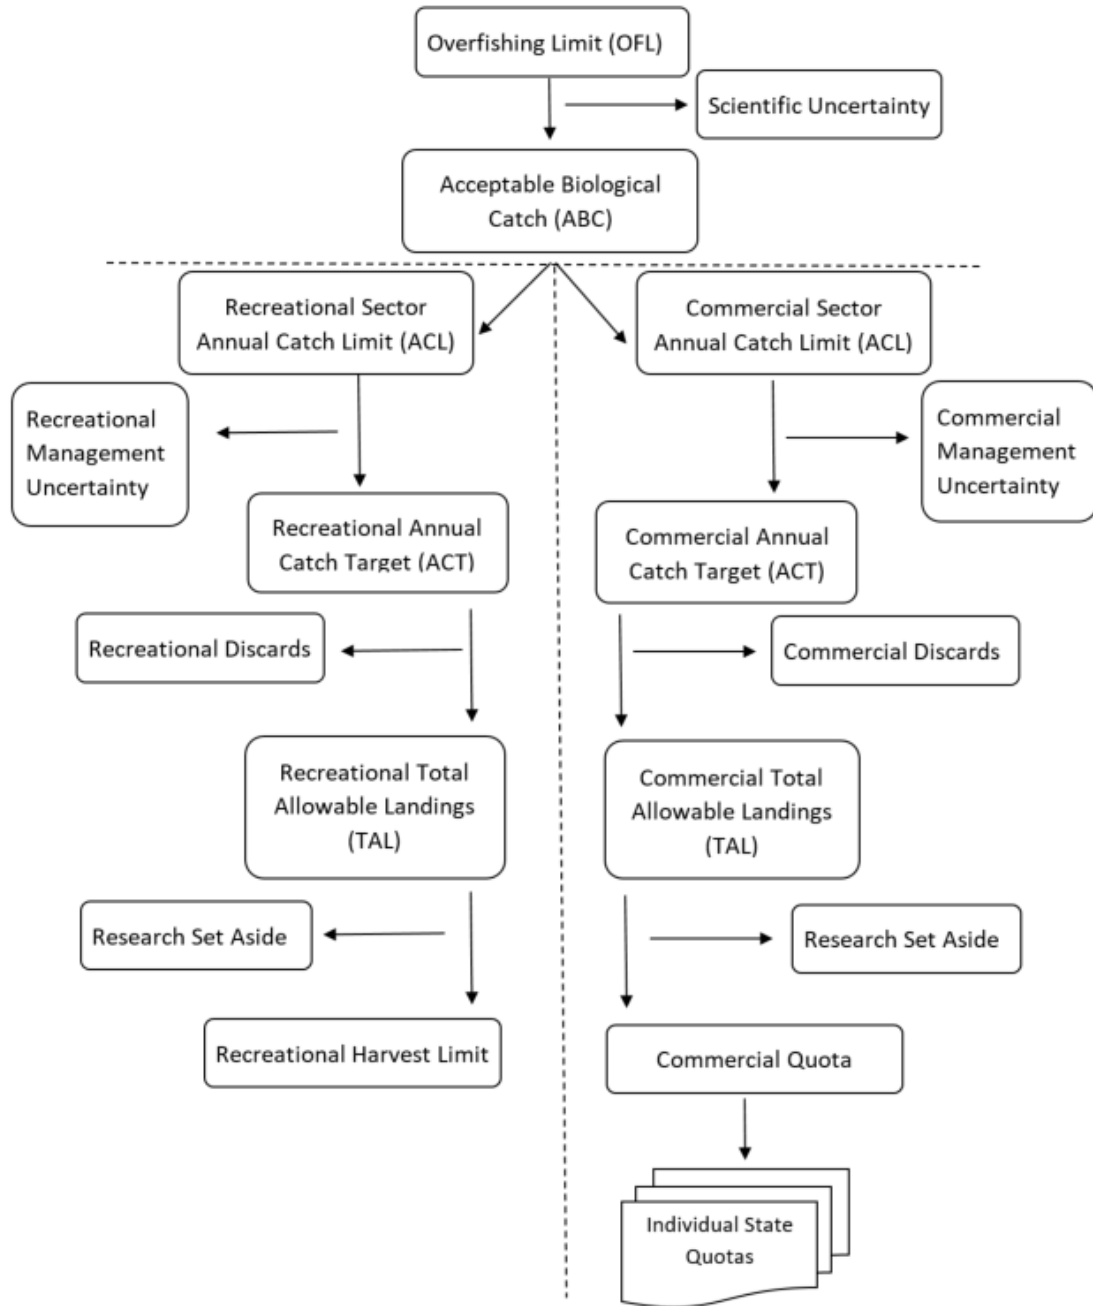 Overfishing Limit (OFL)
Scientific Uncertainty
Acceptable Biological
Catch (ABC)
Recreational Sector
Annual Catch Limit (ACL)
Commercial Sector
Annual Catch Limit (ACL)
Recreational
Management
Uncertainty
Commercial
Management
Uncertainty
Recreational Annual
Catch Target (ACT)
Commercial Annual
Catch Target (ACT)
Recreational Discards
Commercial Discards
Recreational Total
Allowable Landings
(TAL)
Commercial Total
Allowable Landings
(TAL)
Research Set Aside
Research Set Aside
Recreational Harvest Limit
Commercial Quota
Individual State
Quotas